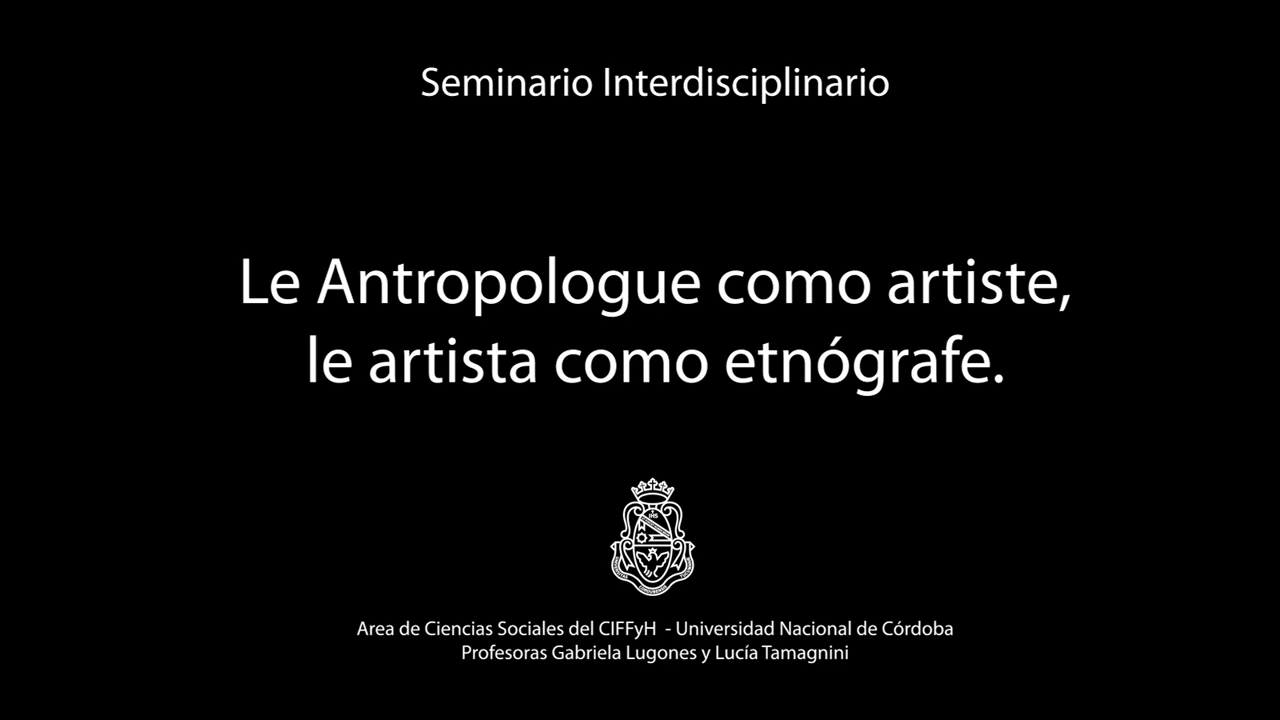 Seminario Interdisciplinario
Le Antropologue como artiste,
le artista como etnógrafe.
IHS
Area de Ciencias Sociales del CIFFyH - Universidad Nacional de Córdoba
Profesoras Gabriela Lugones y Lucía Tamagnini